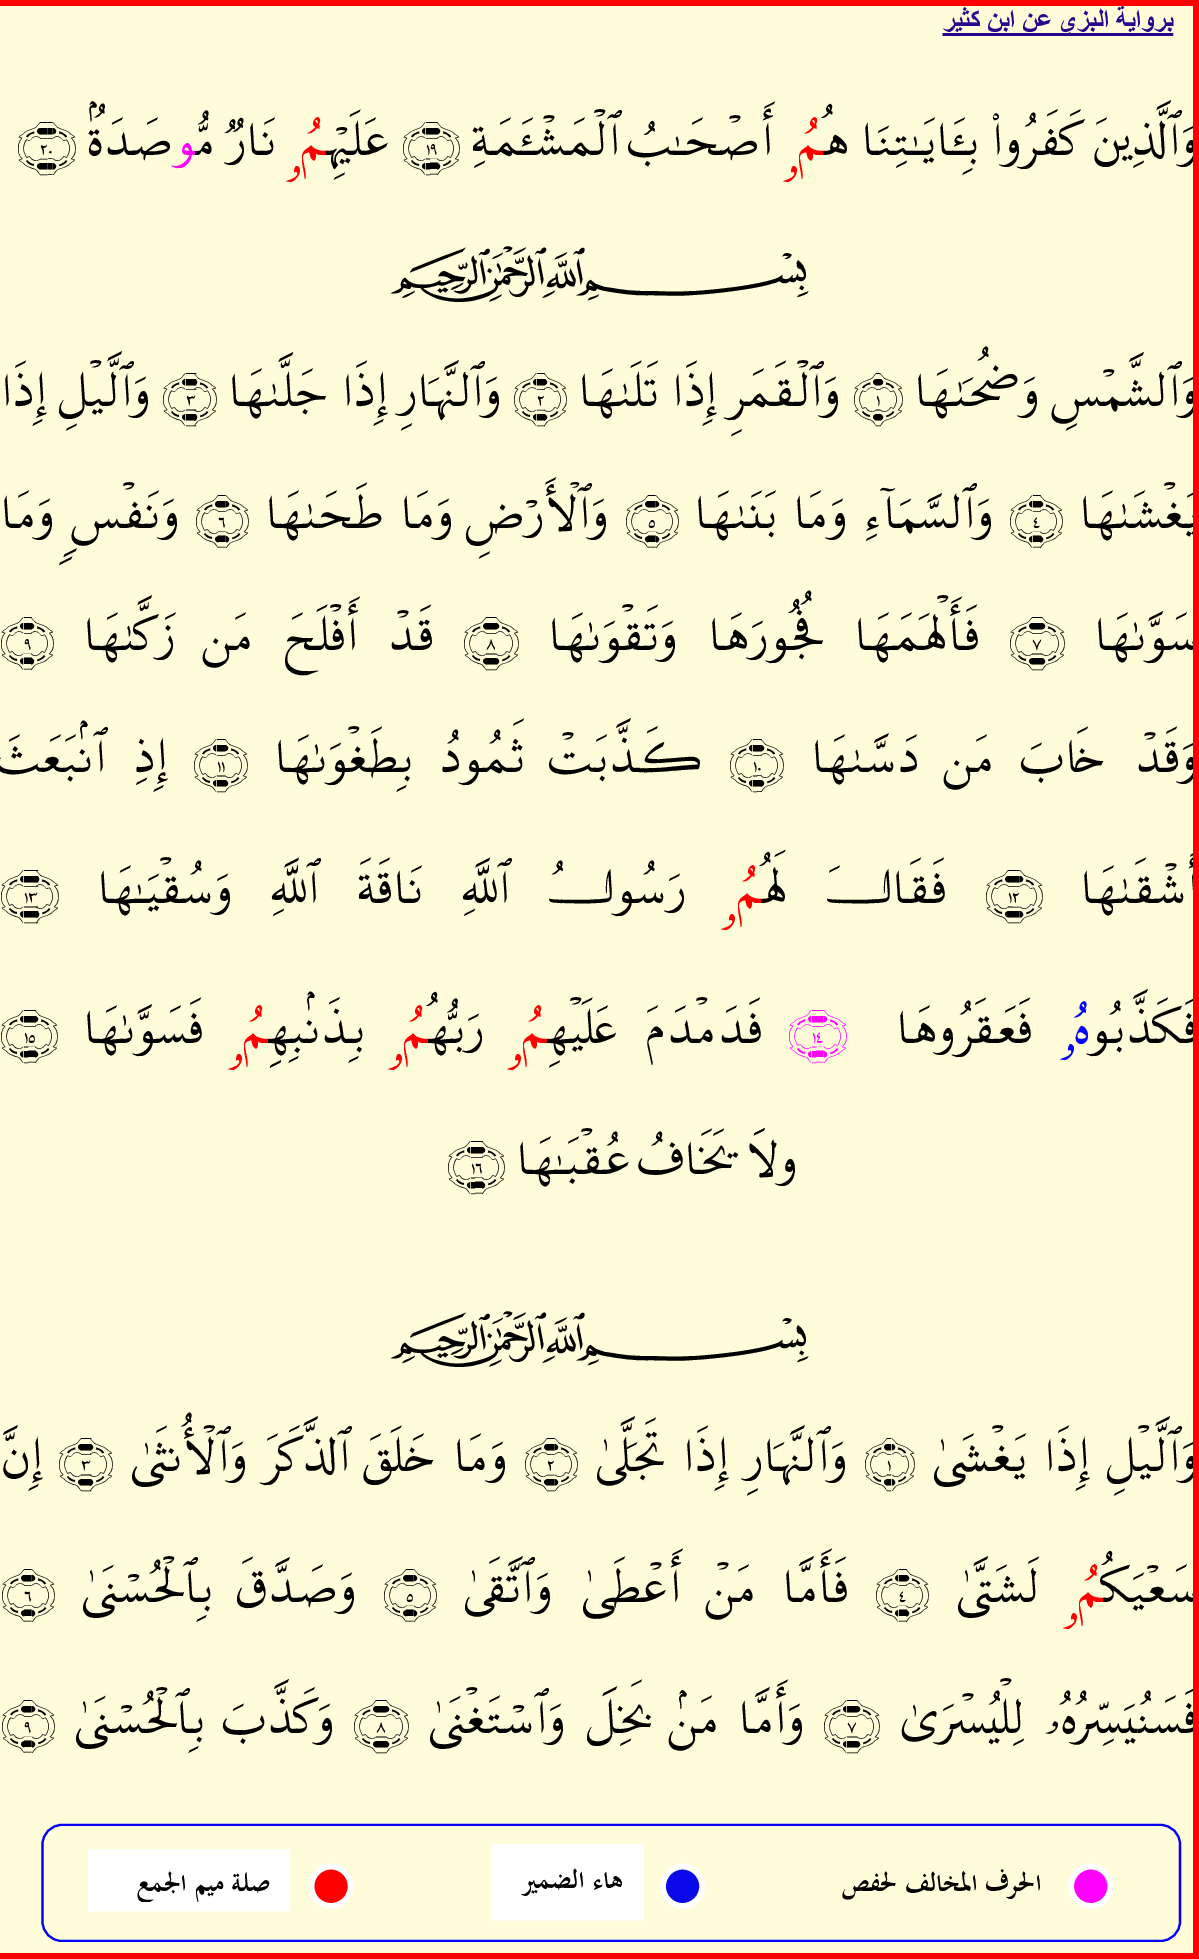 برواية البزي عن ابن كثير
وَٱلَّذِينَ كَفَرُواْ بِـَٔايَـٰتِنَا هُمُۥ أَصۡحَـٰبُ ٱلۡمَشۡـَٔمَةِ ١٩ عَلَيۡهِمُۥ نَارࣱ مُّوصَدَةُۢ ٢٠
بِسۡمِ ٱللَّهِ ٱلرَّحۡمَـٰنِ ٱلرَّحِيمِ
وَٱلشَّمۡسِ وَضُحَىٰهَا ١ وَٱلۡقَمَرِ إِذَا تَلَىٰهَا ٢ وَٱلنَّهَارِ إِذَا جَلَّىٰهَا ٣ وَٱلَّيۡلِ إِذَا
يَغۡشَىٰهَا ٤ وَٱلسَّمَآءِ وَمَا بَنَىٰهَا ٥ وَٱلۡأَرۡضِ وَمَا طَحَىٰهَا ٦ وَنَفۡسࣲ وَمَا
سَوَّىٰهَا ٧ فَأَلۡهَمَهَا فُجُورَهَا وَتَقۡوَىٰهَا ٨ قَدۡ أَفۡلَحَ مَن زَكَّىٰهَا ٩
وَقَدۡ خَابَ مَن دَسَّىٰهَا ١٠ كَذَّبَتۡ ثَمُودُ بِطَغۡوَىٰهَا ١١ إِذِ ٱنۢبَعَثَ
أَشۡقَىٰهَا ١٢ فَقَالَ لَهُمُۥ رَسُولُ ٱللَّهِ نَاقَةَ ٱللَّهِ وَسُقۡيَـٰهَا ١٣
فَكَذَّبُوهُۥ فَعَقَرُوهَا ١٤ فَدَمۡدَمَ عَلَيۡهِمُۥ رَبُّهُمُۥ بِذَنۢبِهِمُۥ فَسَوَّىٰهَا ١٥
ولَا يَخَافُ عُقۡبَـٰهَا ١٦
بِسۡمِ ٱللَّهِ ٱلرَّحۡمَـٰنِ ٱلرَّحِيمِ
وَٱلَّيۡلِ إِذَا يَغۡشَىٰ ١ وَٱلنَّهَارِ إِذَا تَجَلَّىٰ ٢ وَمَا خَلَقَ ٱلذَّكَرَ وَٱلۡأُنثَىٰ ٣ إِنَّ
سَعۡيَكُمُۥ لَشَتَّىٰ ٤ فَأَمَّا مَنۡ أَعۡطَىٰ وَٱتَّقَىٰ ٥ وَصَدَّقَ بِٱلۡحُسۡنَىٰ ٦
فَسَنُيَسِّرُهُۥ لِلۡيُسۡرَىٰ ٧ وَأَمَّا مَنۢ بَخِلَ وَٱسۡتَغۡنَىٰ ٨ وَكَذَّبَ بِٱلۡحُسۡنَىٰ ٩
الحرف المخالف لحفص هاء الضمير صلة ميم الجمع